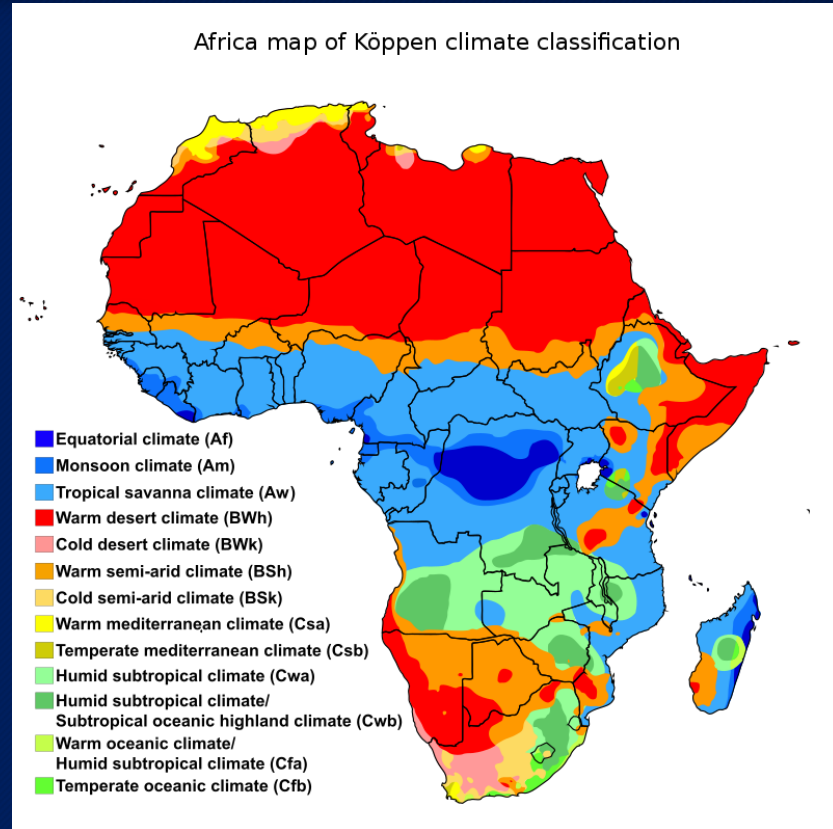 Africa map of Köppen climate classification
Equatorial climate (Af)
Monsoon climate (Am)
Tropical savanna climate (Aw)
Warm desert climate (BWh)
Cold desert climate (BWk)
Warm semi-arid climate (BSh)
Cold semi-arid climate (BSk)
Warm mediterranean climate (Csa)
Temperate mediterranean climate (Csb)
Humid subtropical climate (Cwa)
Humid subtropical climate/
Subtropical oceanic highland climate (Cwb)
Warm oceanic climate/
Humid subtropical climate (Cfa)
Temperate oceanic climate (Cfb)